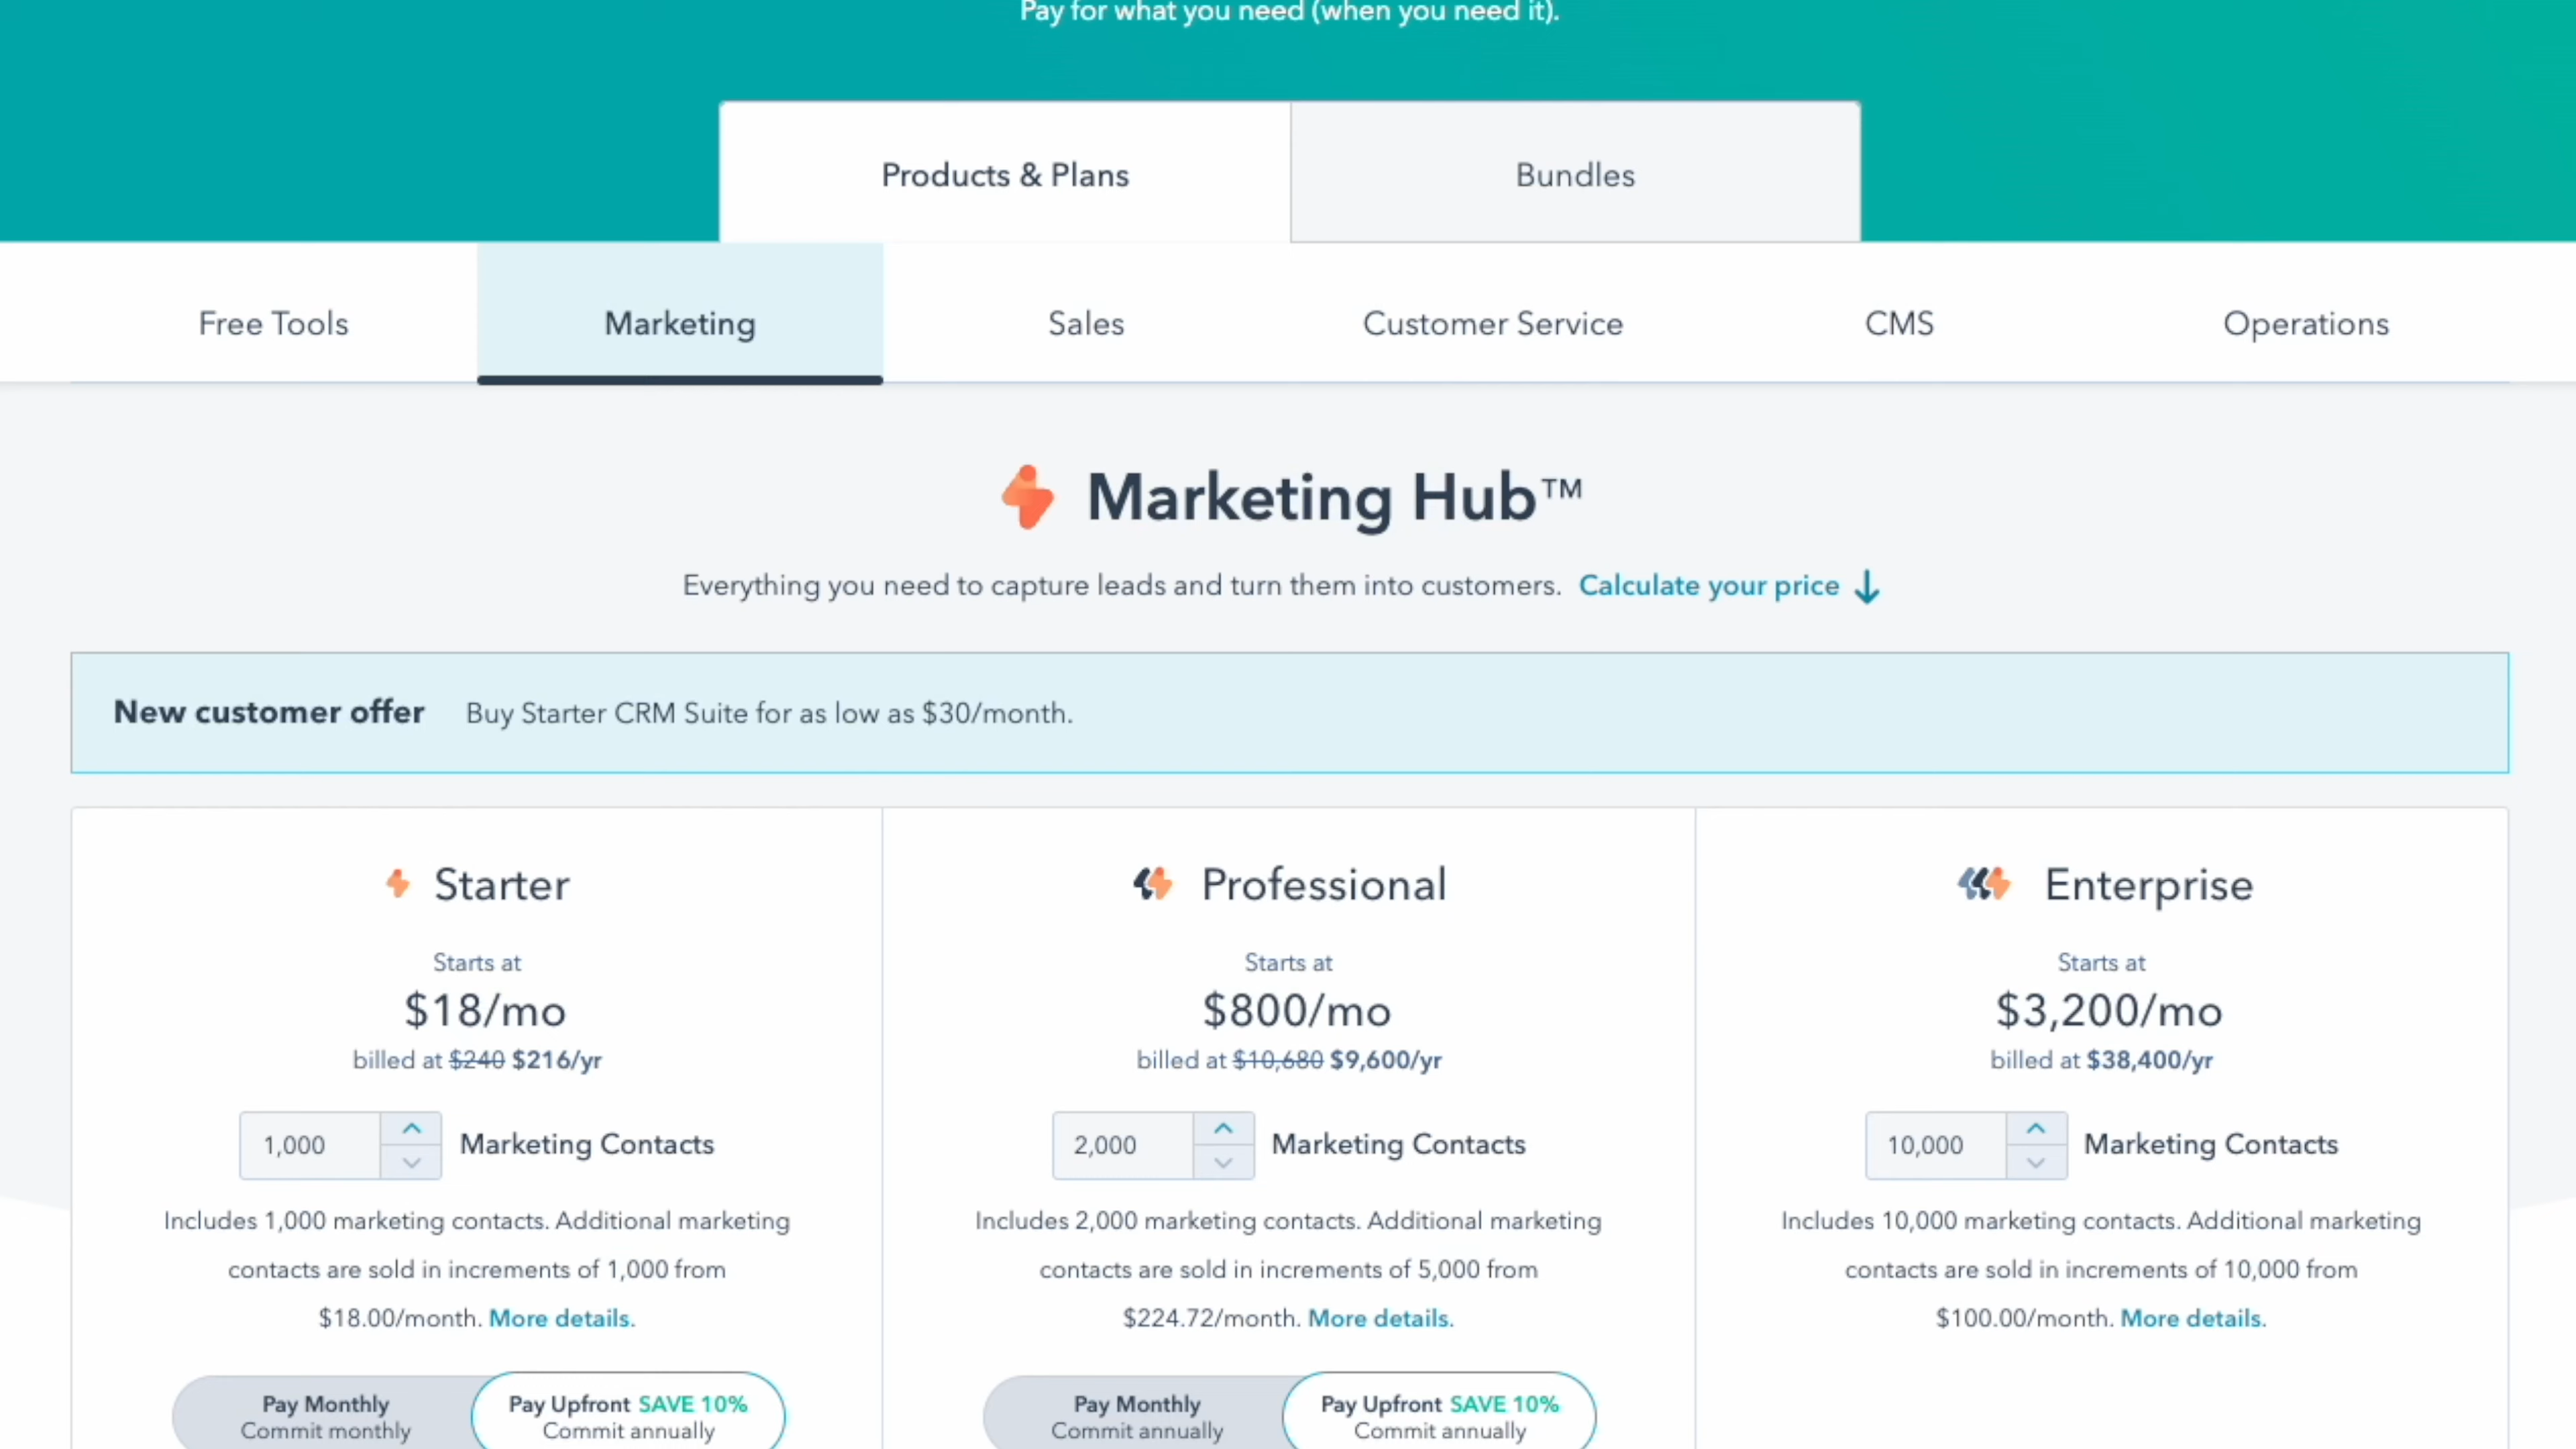 Pay for what you need (when you need it).
Products & Plans
Bundles
Free Tools
Marketing
Sales
Customer Service
CMS
Operations
Marketing Hub™
Everything you need to capture leads and turn them into customers. Calculate your price ↓
New customer offer Buy Starter CRM Suite for as low as $30/month.
Starter
Starts at
$18/mo
billed at $240 $216/yr
1,000 Marketing Contacts
Includes 1,000 marketing contacts. Additional marketing
contacts are sold in increments of 1,000 from
$18.00/month. More details.
Pay Monthly
Commit monthly
Pay Upfront SAVE 10%
Commit annually
Professional
Starts at
$800/mo
billed at $10,680 $9,600/yr
2,000 Marketing Contacts
Includes 2,000 marketing contacts. Additional marketing
contacts are sold in increments of 5,000 from
$224.72/month. More details.
Pay Monthly
Commit annually
Pay Upfront SAVE 10%
Commit annually
Enterprise
Starts at
$3,200/mo
billed at $38,400/yr
10,000 Marketing Contacts
Includes 10,000 marketing contacts. Additional marketing
contacts are sold in increments of 10,000 from
$100.00/month. More details.